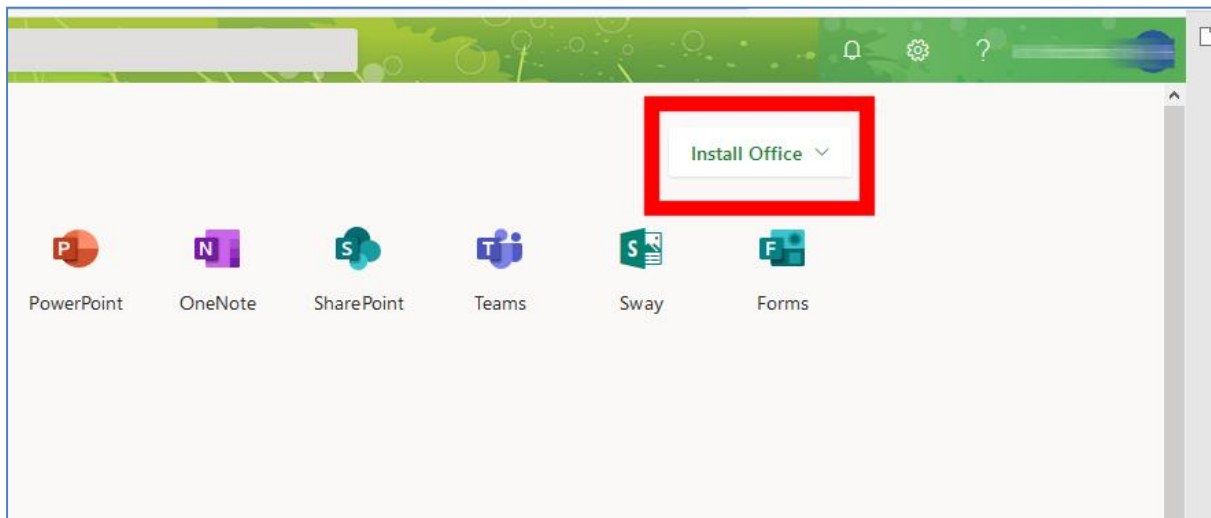 ?
Install Office
P
N
S
T
S
F
PowerPoint
OneNote
SharePoint
Teams
Sway
Forms